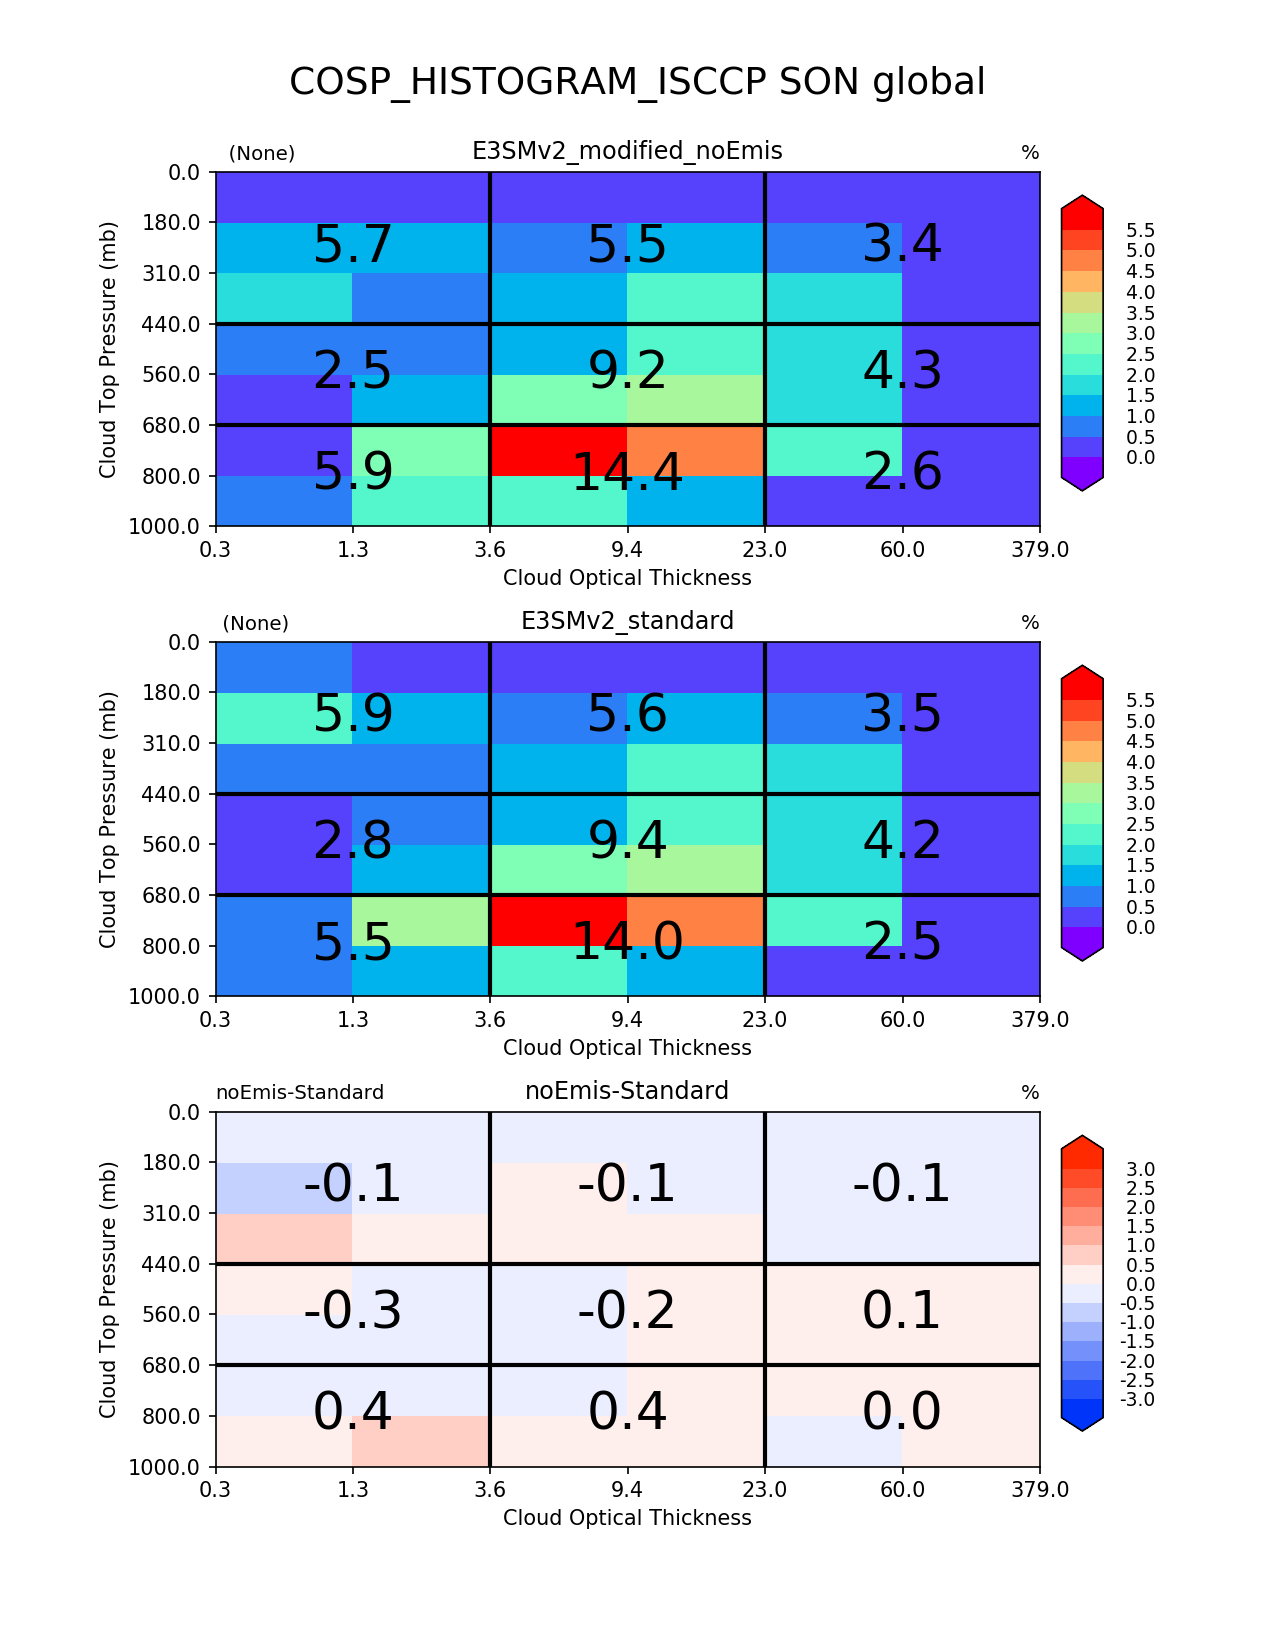 COSP_HISTOGRAM_ISCCP SON global
(None) E3SMv2_modified_noEmis %
0.0
180.0
310.0
440.0
560.0
680.0
800.0
1000.0
Cloud Top Pressure (mb)
5.7 5.5 3.4
2.5 9.2 4.3
5.9 14.4 2.6
0.3 1.3 3.6 9.4 23.0 60.0 379.0
Cloud Optical Thickness
5.5
5.0
4.5
4.0
3.5
3.0
2.5
2.0
1.5
1.0
0.5
0.0
(None) E3SMv2_standard %
0.0
180.0
310.0
440.0
560.0
680.0
800.0
1000.0
Cloud Top Pressure (mb)
5.9 5.6 3.5
2.8 9.4 4.2
5.5 14.0 2.5
0.3 1.3 3.6 9.4 23.0 60.0 379.0
Cloud Optical Thickness
5.5
5.0
4.5
4.0
3.5
3.0
2.5
2.0
1.5
1.0
0.5
0.0
noEmis-Standard noEmis-Standard %
0.0
180.0
310.0
440.0
560.0
680.0
800.0
1000.0
Cloud Top Pressure (mb)
-0.1 -0.1 -0.1
-0.3 -0.2 0.1
0.4 0.4 0.0
0.3 1.3 3.6 9.4 23.0 60.0 379.0
Cloud Optical Thickness
3.0
2.5
2.0
1.5
1.0
0.5
0.0
-0.5
-1.0
-1.5
-2.0
-2.5
-3.0